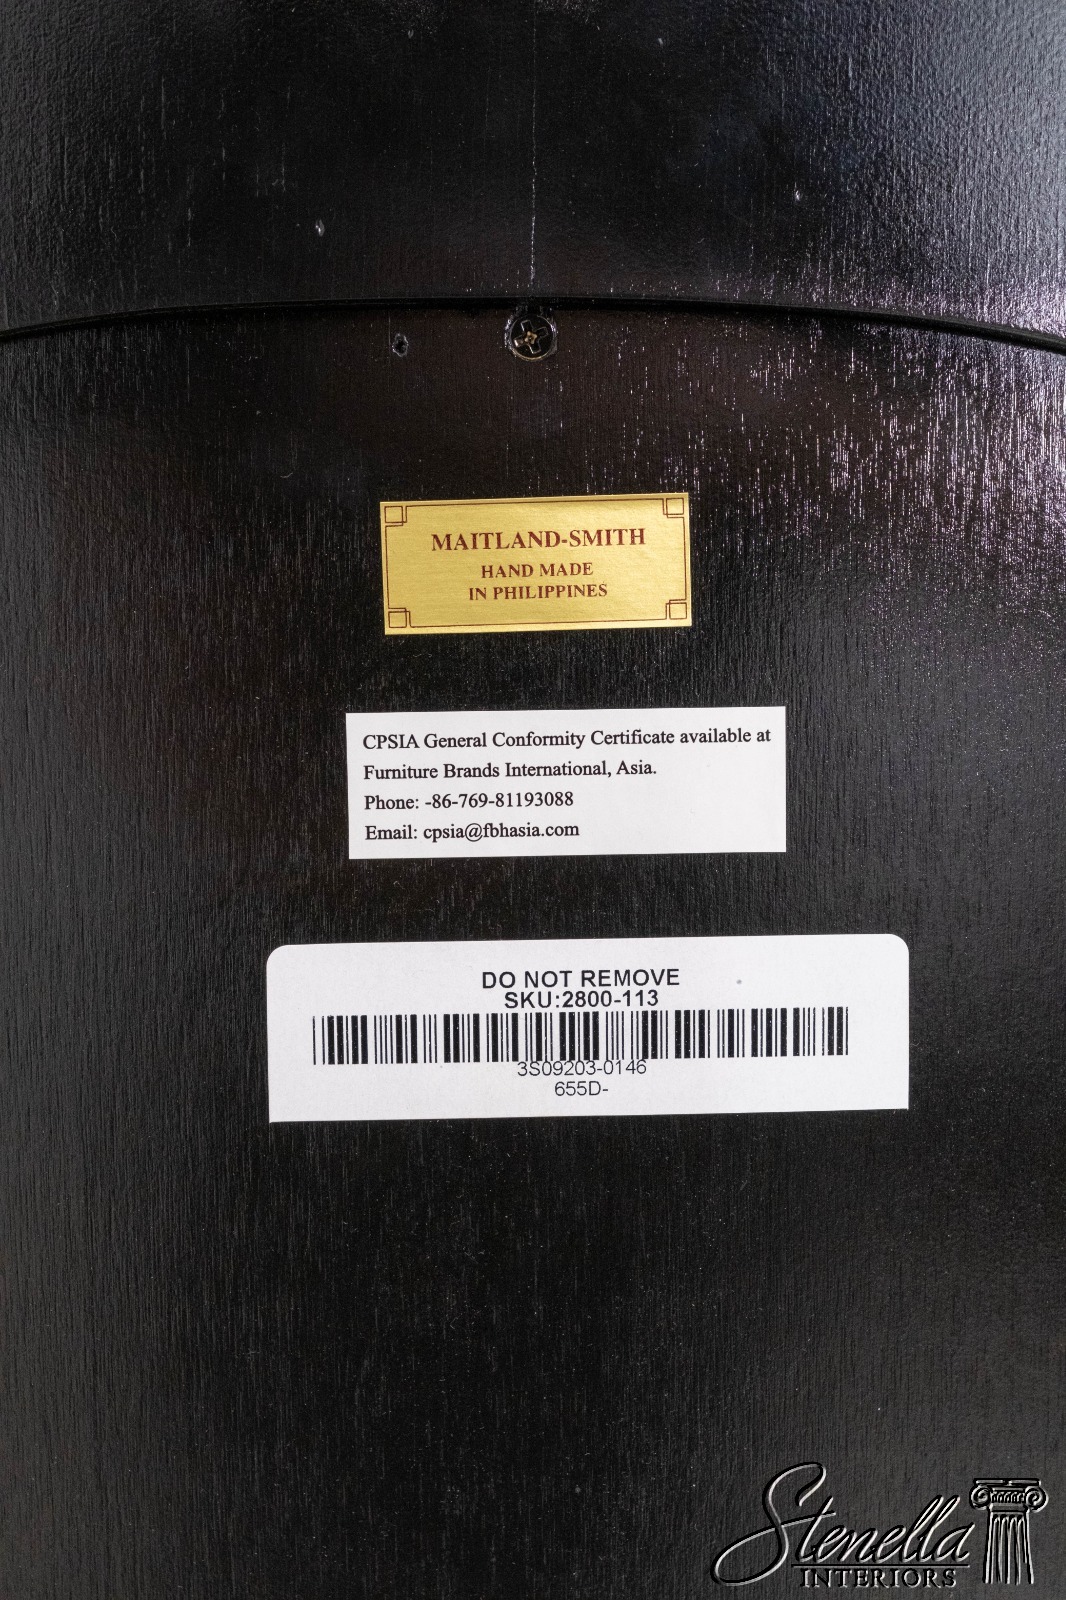 MAITLAND-SMITH
HAND MADE
IN PHILIPPINES
CPSIA General Conformity Certificate available at
Furniture Brands International, Asia.
Phone: -86-769-81193088
Email: cpsia@fbhasia.com
DO NOT REMOVE
SKU:2800-113
3S09203-0146
655D-
Stenella
INTERIORS